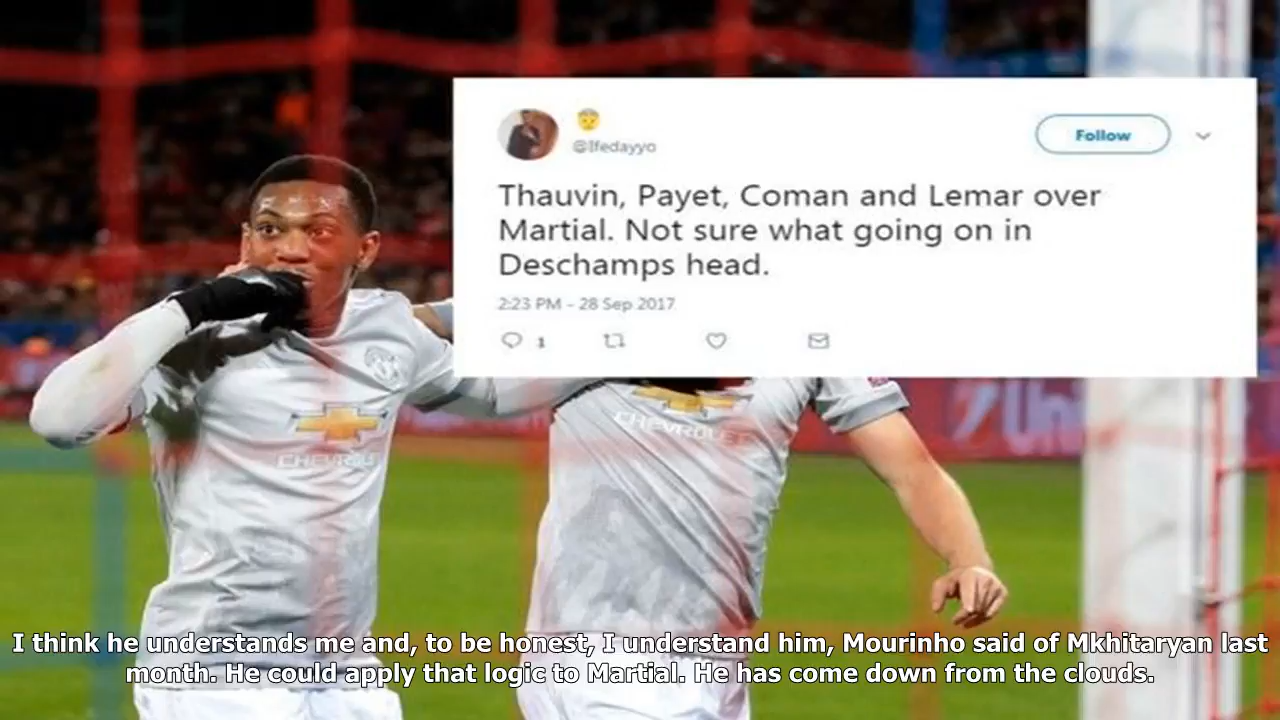 @Ifedayyo
Follow
Thauvin, Payet, Coman and Lemar over
Martial. Not sure what going on in
Deschamps head.
2:23 PM - 28 Sep 2017
1
CHEVROLET
CHEVROLET
Uni
I think he understands me and, to be honest, I understand him, Mourinho said of Mkhitaryan last
month. He could apply that logic to Martial. He has come down from the clouds.